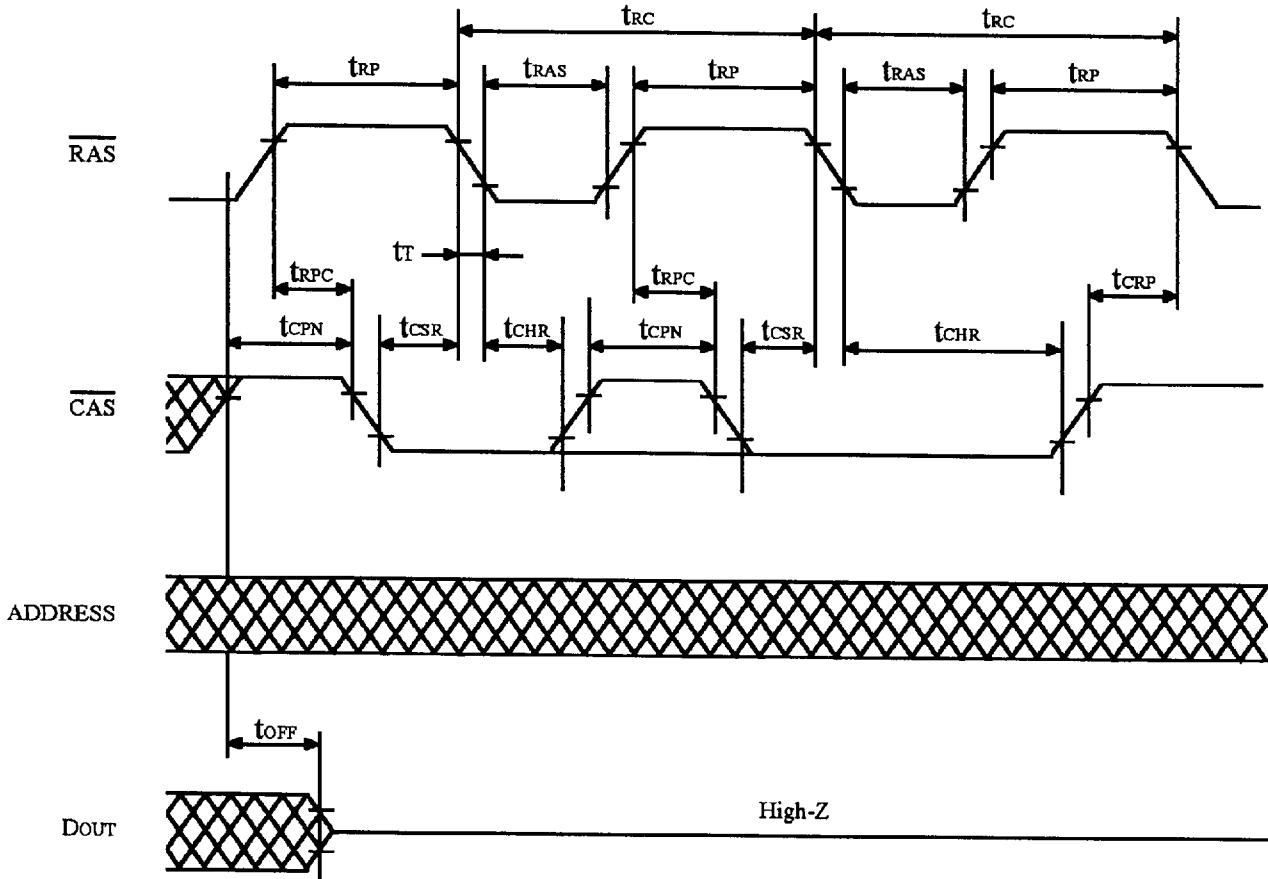 tRC tRC
tRP tRAS tRP tRAS tRP
RAS
tT
tRPC tRPC tCRP
tCPN tCSR tCHR tCPN tCSR tCHR
CAS
ADDRESS
tOFF
DOUT High-Z